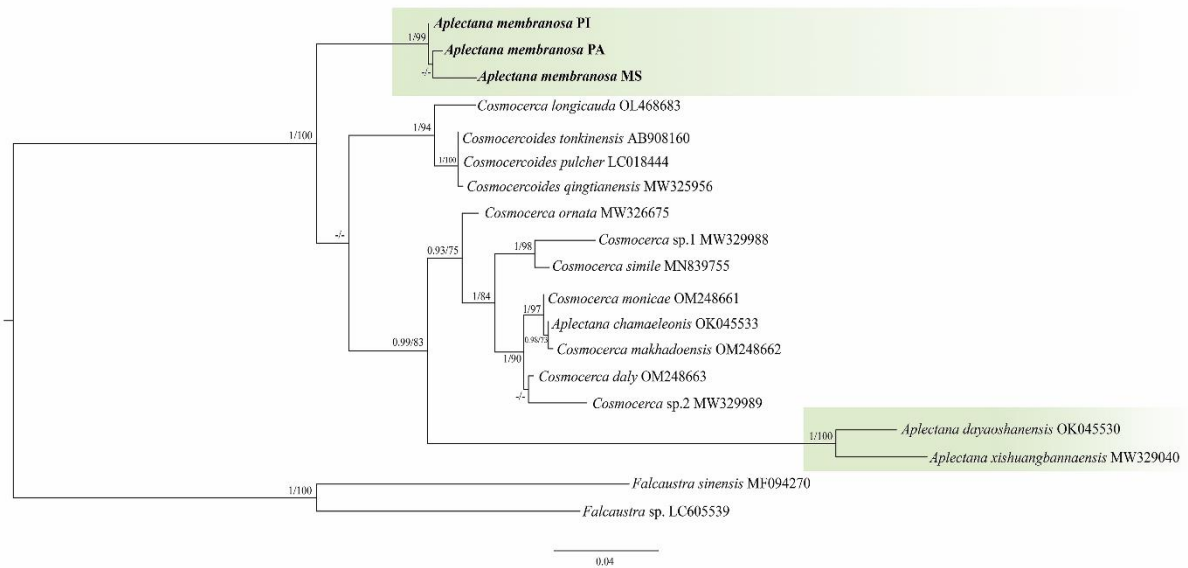 Aplectana membranosa PI
1/99
Aplectana membranosa PA
-/-
Aplectana membranosa MS
Cosmocerca longicauda OL468683
1/94
1/100
Cosmocercoides tonkinensis AB908160
1/100
Cosmocercoides pulcher LC018444
Cosmocercoides qingtianensis MW325956
Cosmocerca ornata MW326675
-/-
Cosmocerca sp.1 MW329988
1/98
0.93/75
Cosmocerca simile MN839755
1/84
Cosmocerca monicae OM248661
1/97
Aplectana chamaeleonis OK045533
0.98/73
0.99/83
Cosmocerca makhadoensis OM248662
1/90
Cosmocerca daly OM248663
-/-
Cosmocerca sp.2 MW329989
Aplectana dayaoshanensis OK045530
1/100
Aplectana xishuangbannaensis MW329040
Falcaustra sinensis MF094270
1/100
Falcaustra sp. LC605539
0.04